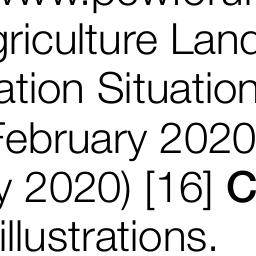 griculture Land
ation Situation
February 2020
y 2020) [16] C
illustrations.